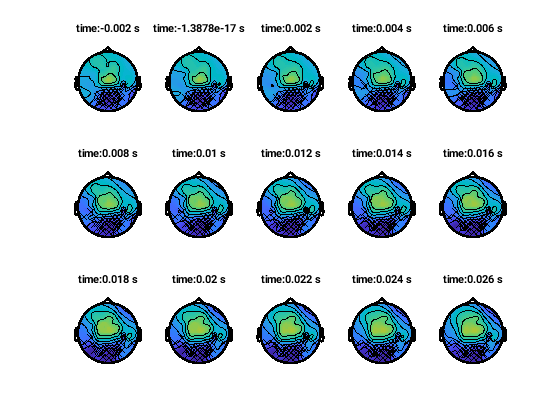 time:-0.002 s time:-1.3878e-17 s time:0.002 s time:0.004 s time:0.006 s
time:0.008 s time:0.01 s time:0.012 s time:0.014 s time:0.016 s
time:0.018 s time:0.02 s time:0.022 s time:0.024 s time:0.026 s